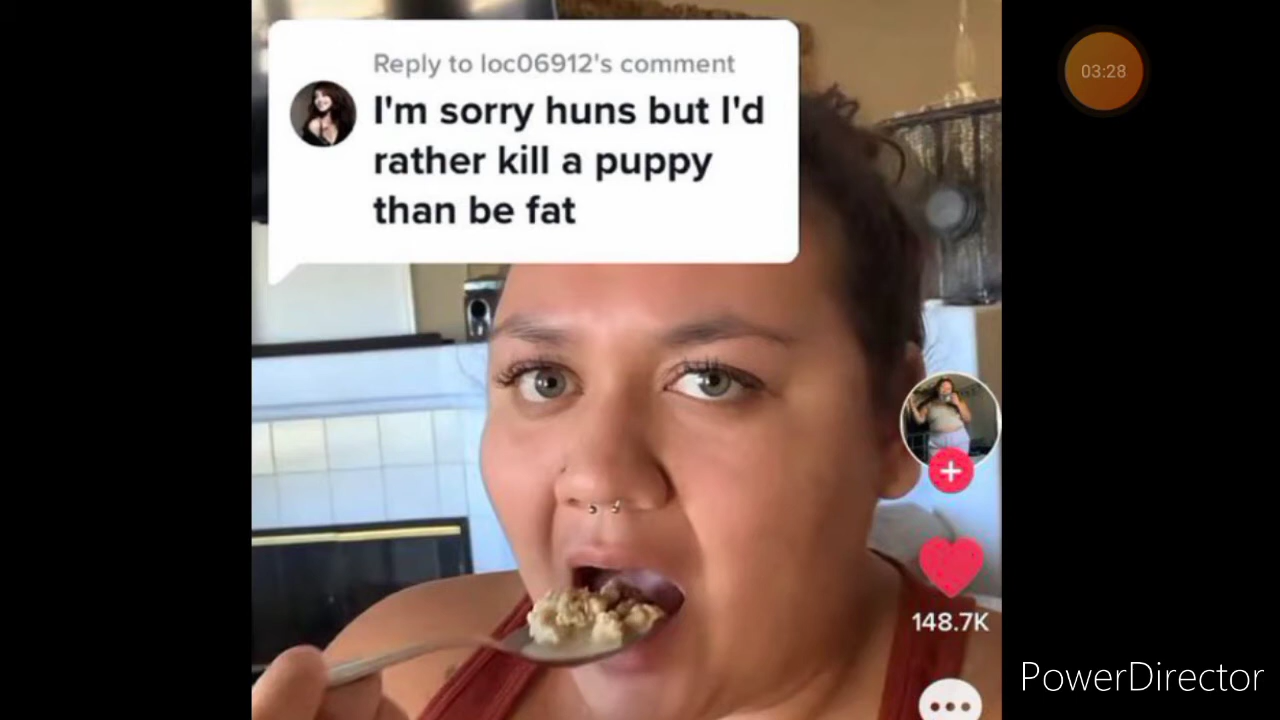 Reply to loc06912's comment
I'm sorry huns but I'd
rather kill a puppy
than be fat
03:28
148.7K
PowerDirector